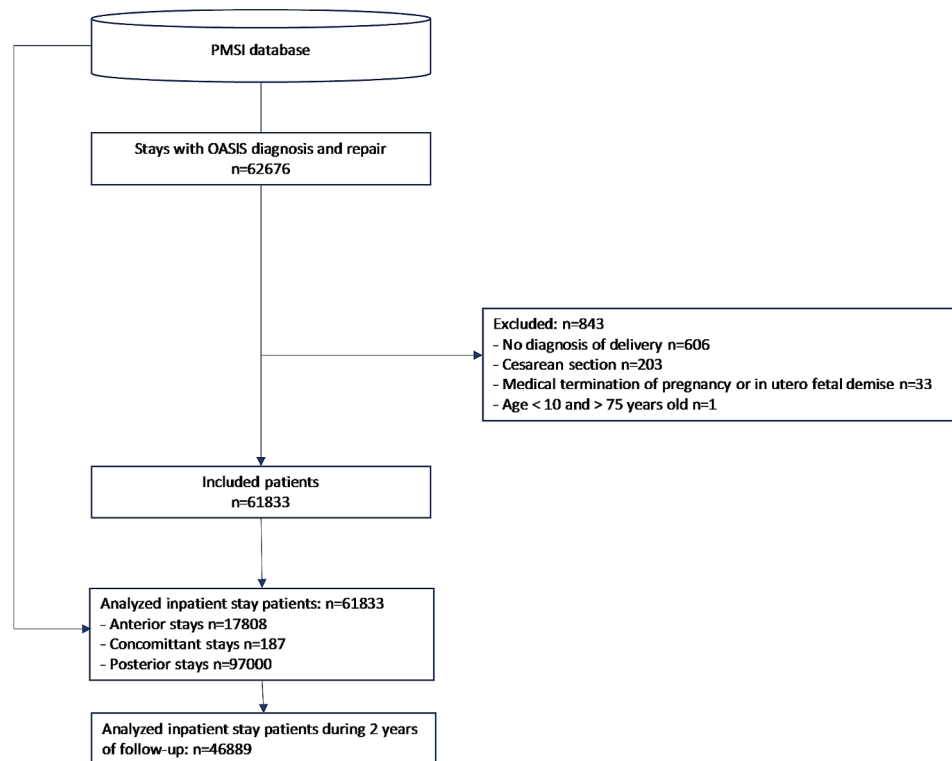 PMSI database
Stays with OASIS diagnosis and repair
n=62676
Excluded: n=843
- No diagnosis of delivery n=606
- Cesarean section n=203
- Medical termination of pregnancy or in utero fetal demise n=33
- Age < 10 and > 75 years old n=1
Included patients
n=61833
Analyzed inpatient stay patients: n=61833
- Anterior stays n=17808
- Concomittant stays n=187
- Posterior stays n=97000
Analyzed inpatient stay patients during 2 years
of follow-up: n=46889